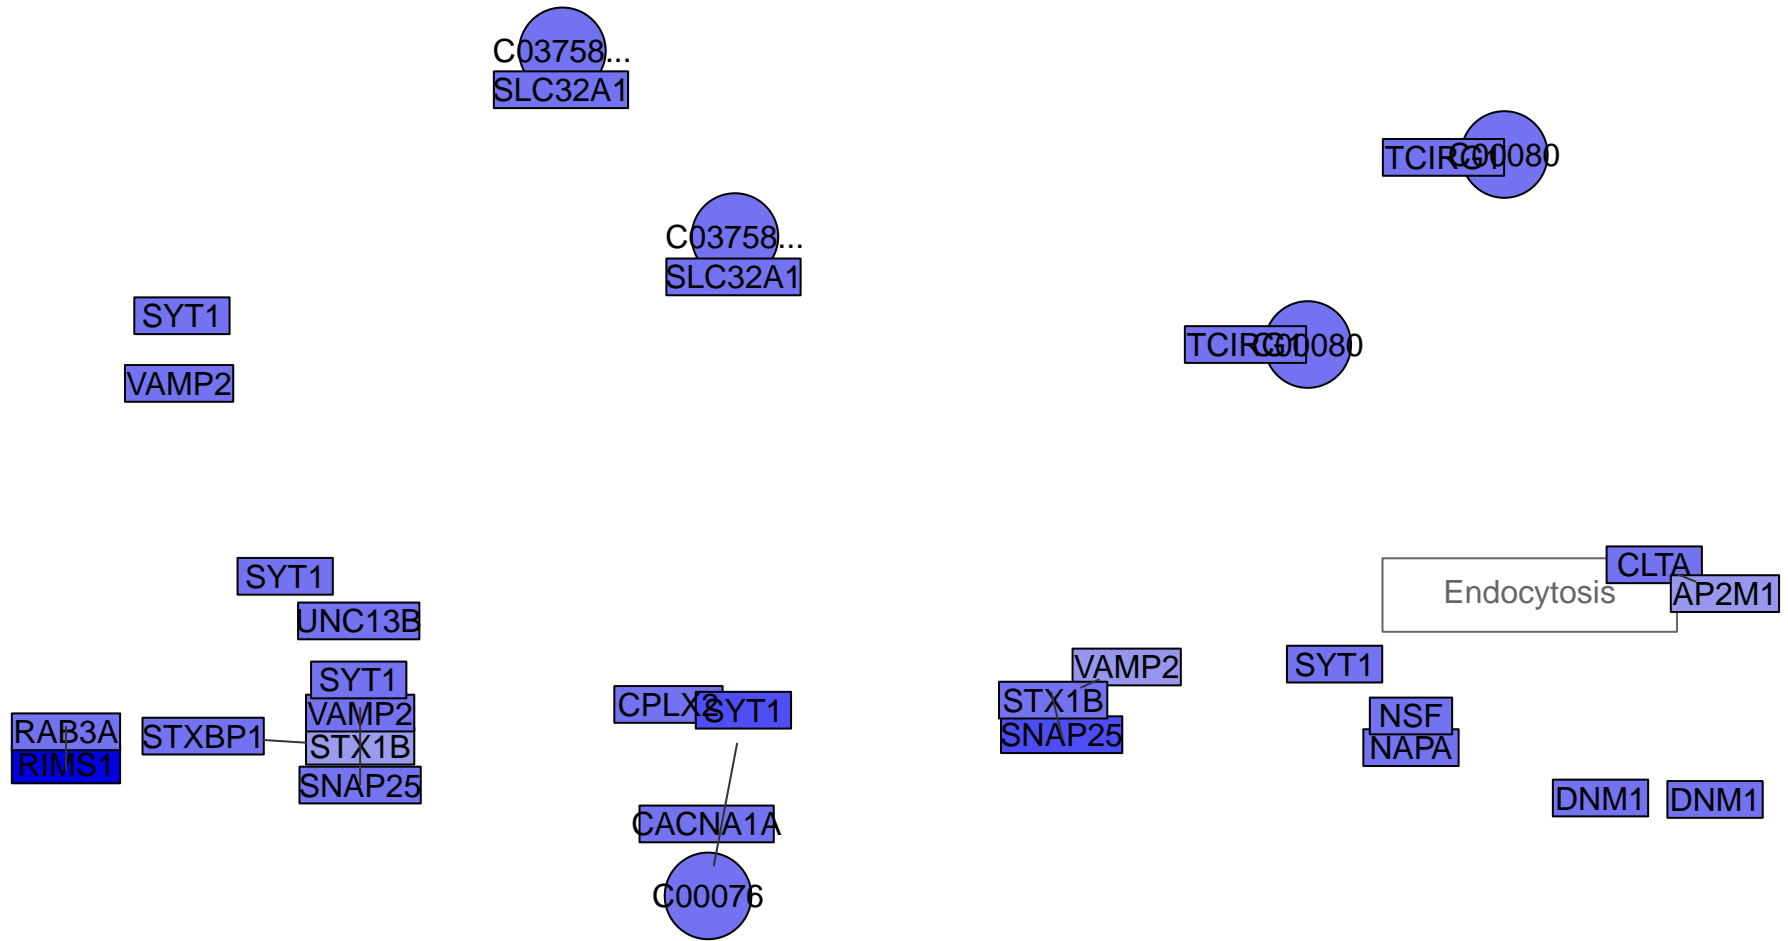 C03758...
SLC32A1
TCIRG1
C00080
C03758...
SLC32A1
SYT1
TCIRG1
C00080
VAMP2
SYT1
UNC13B
CLTA
Endocytosis
AP2M1
SYT1
VAMP2
SYT1
VAMP2
STX1B
SNAP25
RAB3A
RIMS1
STXBP1
CPLX2
SYT1
STX1B
SNAP25
NSF
NAPA
DNM1
DNM1
CACNA1A
C00076